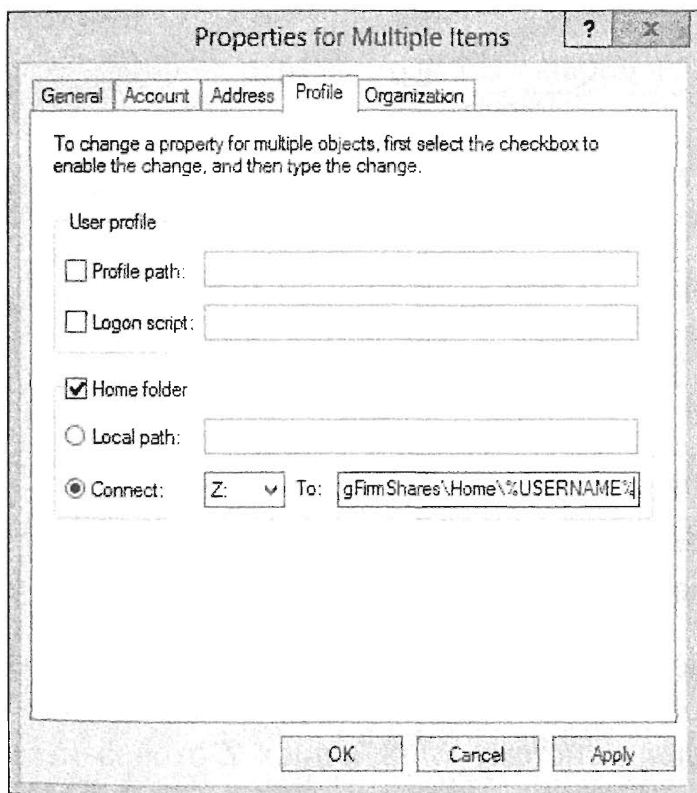 Properties for Multiple Items
?
x
General Account Address Profile Organization
To change a property for multiple objects, first select the checkbox to
enable the change, and then type the change.
User profile
Profile path:
Logon script:
Home folder
Local path:
Connect: Z: To: gFirmShares\Home\%USERNAME%
OK Cancel Apply